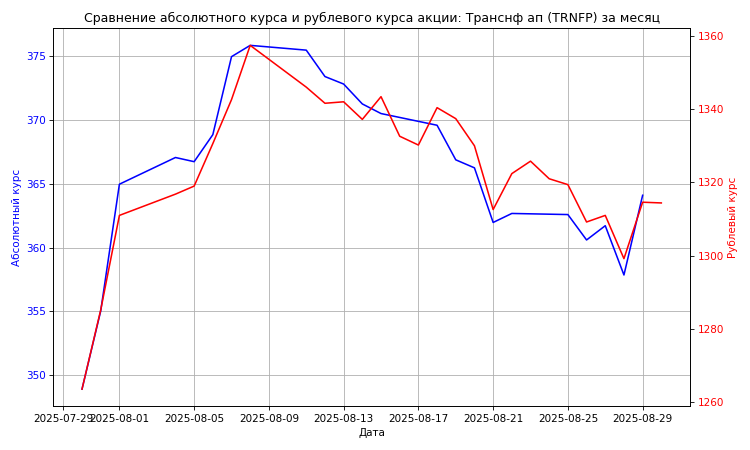 Сравнение абсолютного курса и рублевого курса акции: Транснф ап (TRNFP) за месяц
Абсолютный курс
375
370
365
360
355
350
1360
1340
1320
1300
1280
1260
Рублевый курс
2025-07-29 2025-08-01 2025-08-05 2025-08-09 2025-08-13 2025-08-17 2025-08-21 2025-08-25 2025-08-29
Дата